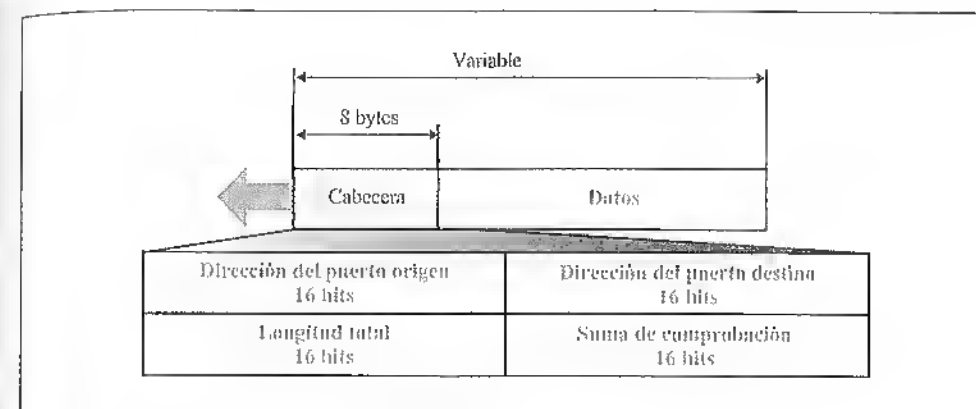 Variable
8 bytes
Cabecera
Datos
Dirección del puerto origen
16 bits
Dirección del puerto destino
16 bits
Longitud total
16 bits
Suma de comprobación
16 bits